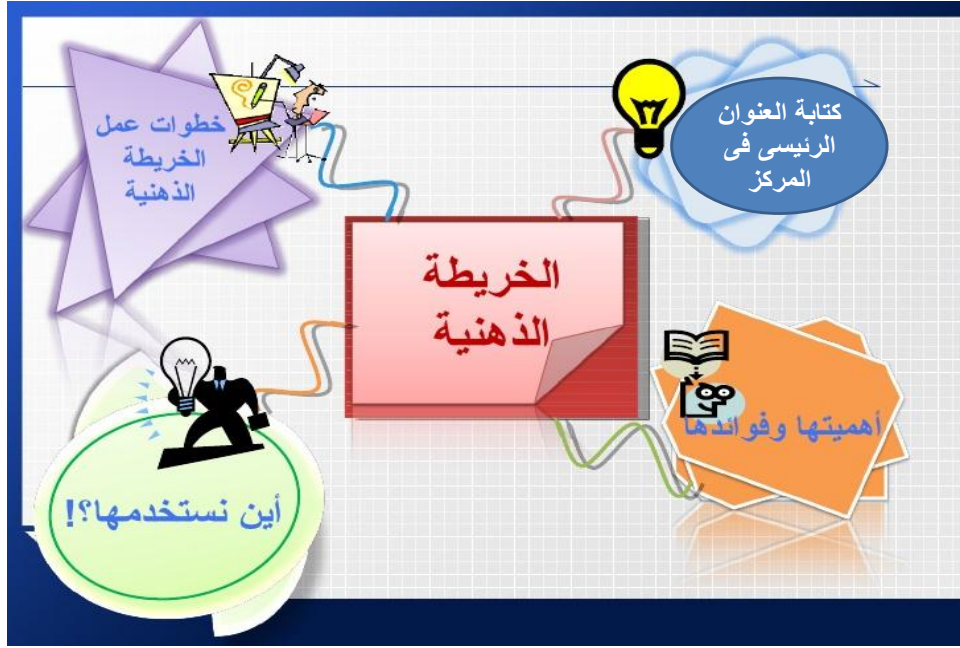 كتابة العنوان
الرئيسى فى
المركز
خطوات عمل
الخريطة
الذهنية
الخريطة
الذهنية
أهميتها وفوائدها
أين نستخدمها؟!